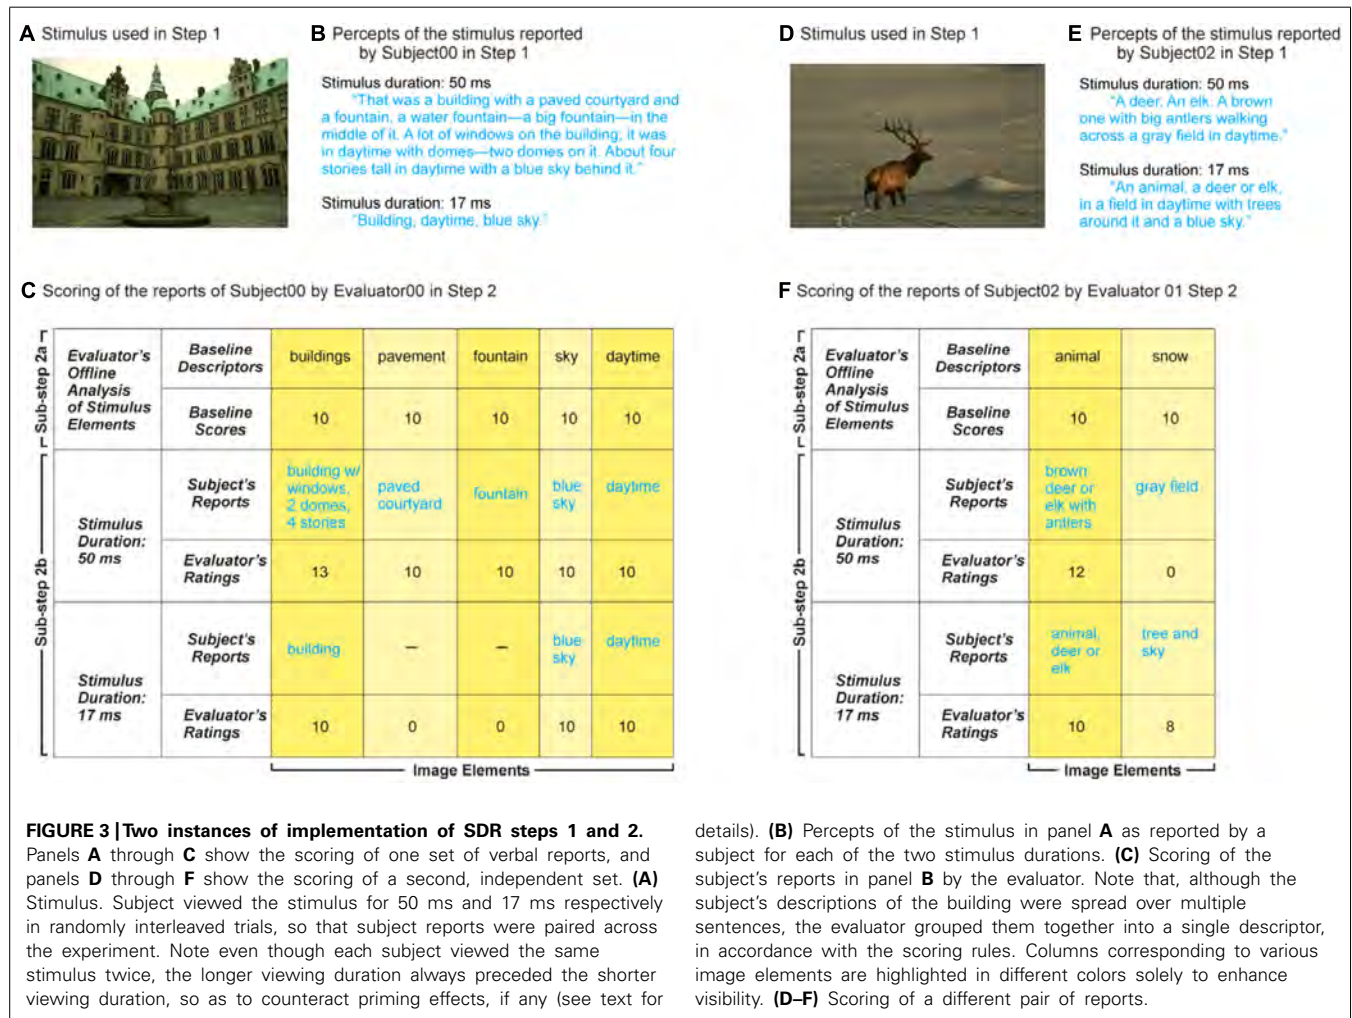 A Stimulus used in Step 1
B Percepts of the stimulus reported
by Subject00 in Step 1
Stimulus duration: 50 ms
"That was a building with a paved courtyard and
a fountain, a water fountain—a big fountain—in the
middle of it. A lot of windows on the building; it was
in daytime with domes—two domes on it. About four
stories tall in daytime with a blue sky behind it."
Stimulus duration: 17 ms
"Building, daytime, blue sky."
D Stimulus used in Step 1
E Percepts of the stimulus reported
by Subject02 in Step 1
Stimulus duration: 50 ms
"A deer. An elk. A brown
one with big antlers walking
across a gray field in daytime."
Stimulus duration: 17 ms
"An animal, a deer or elk,
in a field in daytime with trees
around it and a blue sky."
C Scoring of the reports of Subject00 by Evaluator00 in Step 2
Sub-step 2a
Evaluator's
Offline
Analysis
of Stimulus
Elements
Baseline
Descriptors
buildings pavement fountain sky daytime
Baseline
Scores
10 10 10 10 10
Sub-step 2b
Stimulus
Duration:
50 ms
Subject's
Reports
building w/
windows,
2 domes,
4 stories
paved
courtyard
fountain
blue
sky
daytime
Evaluator's
Ratings
13 10 10 10 10
Stimulus
Duration:
17 ms
Subject's
Reports
building – – blue
sky
daytime
Evaluator's
Ratings
10 0 0 10 10
Image Elements
F Scoring of the reports of Subject02 by Evaluator 01 Step 2
Sub-step 2a
Evaluator's
Offline
Analysis
of Stimulus
Elements
Baseline
Descriptors
animal snow
Baseline
Scores
10 10
Sub-step 2b
Stimulus
Duration:
50 ms
Subject's
Reports
brown
deer or
elk with
antlers
gray field
Evaluator's
Ratings
12 0
Stimulus
Duration:
17 ms
Subject's
Reports
animal,
deer or
elk
tree and
sky
Evaluator's
Ratings
10 8
Image Elements
FIGURE 3 | Two instances of implementation of SDR steps 1 and 2.
Panels A through C show the scoring of one set of verbal reports, and
panels D through F show the scoring of a second, independent set. (A)
Stimulus. Subject viewed the stimulus for 50 ms and 17 ms respectively
in randomly interleaved trials, so that subject reports were paired across
the experiment. Note even though each subject viewed the same
stimulus twice, the longer viewing duration always preceded the shorter
viewing duration, so as to counteract priming effects, if any (see text for
details). (B) Percepts of the stimulus in panel A as reported by a
subject for each of the two stimulus durations. (C) Scoring of the
subject's reports in panel B by the evaluator. Note that, although the
subject's descriptions of the building were spread over multiple
sentences, the evaluator grouped them together into a single descriptor,
in accordance with the scoring rules. Columns corresponding to various
image elements are highlighted in different colors solely to enhance
visibility. (D–F) Scoring of a different pair of reports.